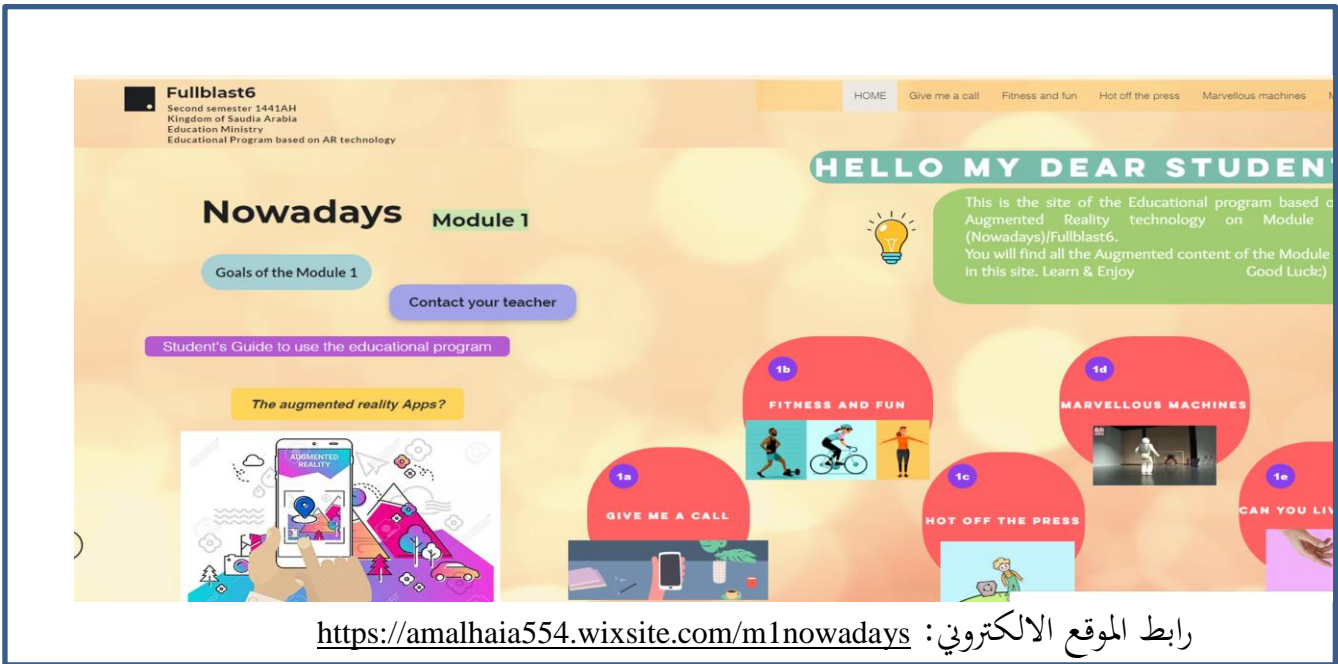 Fullblast6
Second semester 1441AH
Kingdom of Saudia Arabia
Education Ministry
Educational Program based on AR technology
HOME Give me a call Fitness and fun Hot off the press Marvellous machines
HELLO MY DEAR STUDENT
Nowadays Module 1
This is the site of the Educational program based
Augmented Reality technology on Module
(Nowadays)/Fullblast6.
You will find all the Augmented content of the Module
in this site. Learn & Enjoy Good Luck:)
Goals of the Module 1
Contact your teacher
Student's Guide to use the educational program
The augmented reality Apps?
AUGMENTED
REALITY
1a
GIVE ME A CALL
1b
FITNESS AND FUN
1c
HOT OFF THE PRESS
1d
MARVELLOUS MACHINES
1e
CAN YOU LIV
رابط الموقع الالكتروني: https://amalhaia554.wixsite.com/m1nowadays